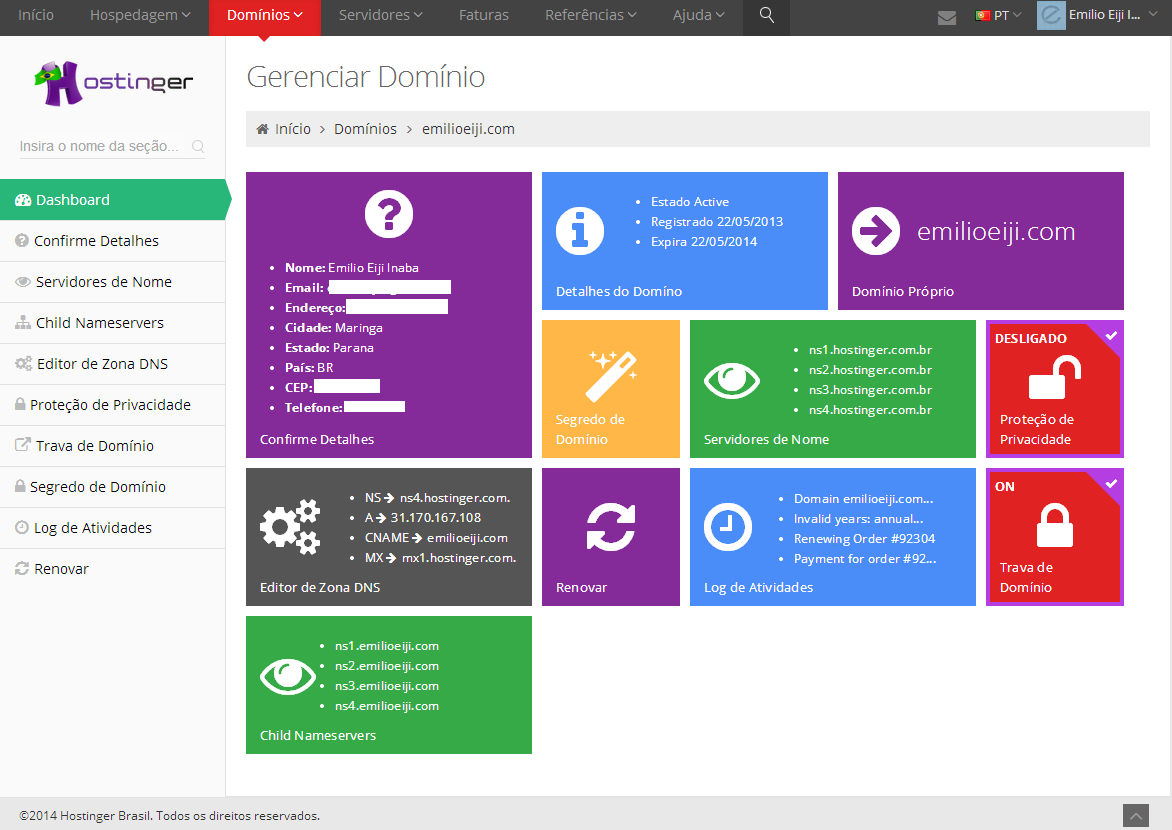 Início
Hospedagem
Domínios
Servidores
Faturas
Referências
Ajuda
PT
Emilio Eiji I...
Hostinger
Insira o nome da seção...
Dashboard
Confirme Detalhes
Servidores de Nome
Child Nameservers
Editor de Zona DNS
Proteção de Privacidade
Trava de Domínio
Segredo de Domínio
Log de Atividades
Renovar
Gerenciar Domínio
Início > Domínios > emilioeiji.com
Nome: Emilio Eiji Inaba
Email:
Endereço:
Cidade: Maringa
Estado: Parana
País: BR
CEP:
Telefone:
Confirme Detalhes
Estado Active
Registrado 22/05/2013
Expira 22/05/2014
Detalhes do Domíno
emilioeiji.com
Domínio Próprio
Segredo de
Domínio
ns1.hostinger.com.br
ns2.hostinger.com.br
ns3.hostinger.com.br
ns4.hostinger.com.br
Servidores de Nome
DESLIGADO
Proteção de
Privacidade
NS → ns4.hostinger.com.
A → 31.170.167.108
CNAME → emilioeiji.com
MX → mx1.hostinger.com.
Editor de Zona DNS
Renovar
Domain emilioeiji.com...
Invalid years: annual...
Renewing Order #92304
Payment for order #92...
Log de Atividades
ON
Trava de
Domínio
ns1.emilioeiji.com
ns2.emilioeiji.com
ns3.emilioeiji.com
ns4.emilioeiji.com
Child Nameservers
©2014 Hostinger Brasil. Todos os direitos reservados.